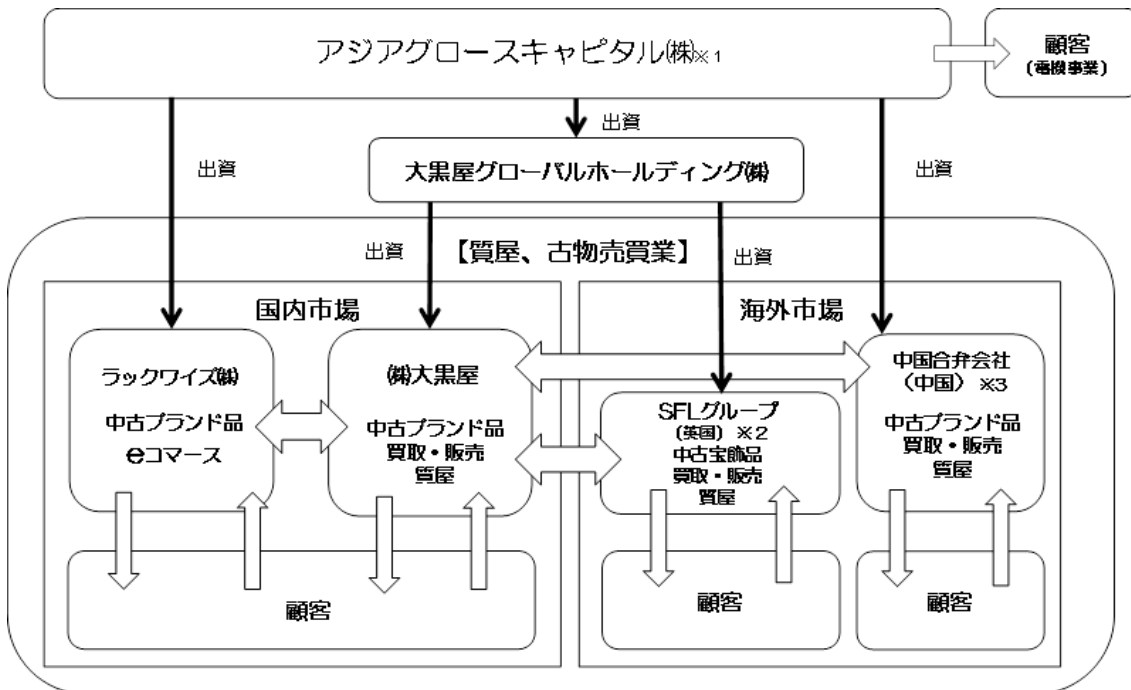 アジアグロースキャピタル㈱※1
顧客
(電機事業)
出資
出資
出資
大黒屋グローバルホールディング㈱
出資
【質屋、古物売買業】
出資
国内市場
海外市場
ラックワイズ㈱
中古ブランド品
eコマース
㈱大黒屋
中古ブランド品
買取・販売
質屋
SFLグループ
(英国) ※2
中古宝飾品
買取・販売
質屋
中国合弁会社
(中国) ※3
中古ブランド品
買取・販売
質屋
顧客
顧客
顧客